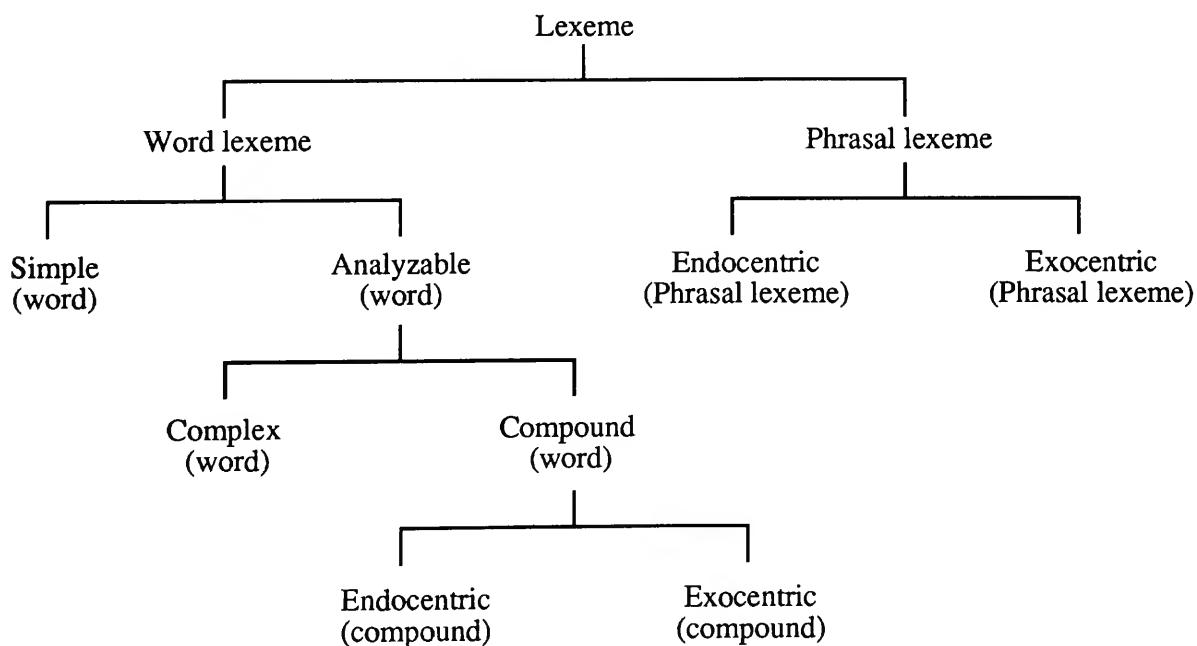 Lexeme
Word lexeme
Phrasal lexeme
Simple
(word)
Analyzable
(word)
Endocentric
(Phrasal lexeme)
Exocentric
(Phrasal lexeme)
Complex
(word)
Compound
(word)
Endocentric
(compound)
Exocentric
(compound)